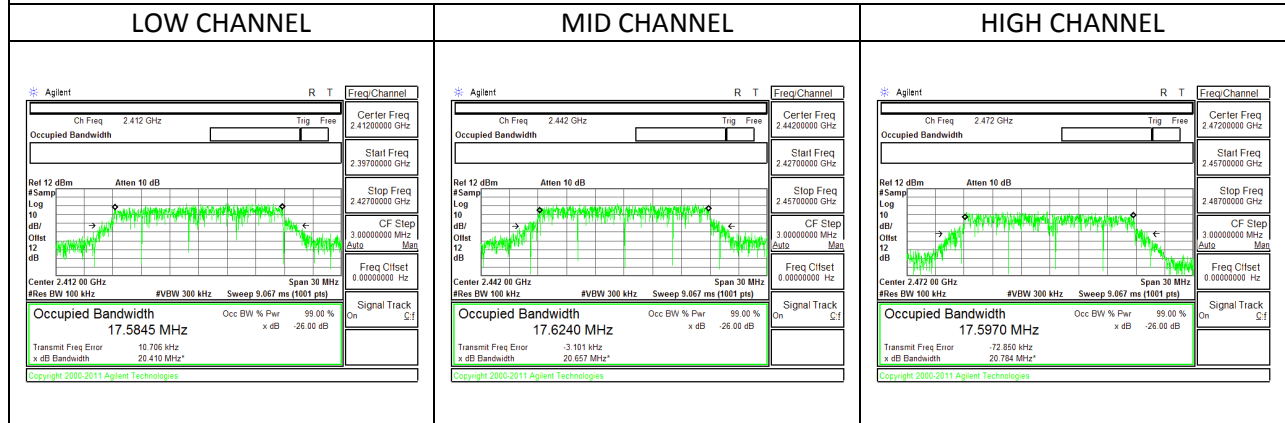 LOW CHANNEL
MID CHANNEL
HIGH CHANNEL
Agilent R T
Freq/Channel
Ch Freq 2.412 GHz Trig Free
Occupied Bandwidth
Center Freq
2.41200000 GHz
Start Freq
2.39700000 GHz
Stop Freq
2.42700000 GHz
CF Step
3.00000000 MHz
Auto Man
Freq Offset
0.00000000 Hz
Signal Track
On Off
Ref 12 dBm Atten 10 dB
#Samp
Log
10
dB/
Offst
12
dB
Center 2.412 00 GHz Span 30 MHz
#Res BW 100 kHz #VBW 300 kHz Sweep 9.067 ms (1001 pts)
Occupied Bandwidth Occ BW % Pwr 99.00 %
17.5845 MHz x dB -26.00 dB
Transmit Freq Error 10.706 kHz
x dB Bandwidth 20.410 MHz*
Copyright 2000-2011 Agilent Technologies
Agilent R T
Freq/Channel
Ch Freq 2.442 GHz Trig Free
Occupied Bandwidth
Center Freq
2.44200000 GHz
Start Freq
2.42700000 GHz
Stop Freq
2.45700000 GHz
CF Step
3.00000000 MHz
Auto Man
Freq Offset
0.00000000 Hz
Signal Track
On Off
Ref 12 dBm Atten 10 dB
#Samp
Log
10
dB/
Offst
12
dB
Center 2.442 00 GHz Span 30 MHz
#Res BW 100 kHz #VBW 300 kHz Sweep 9.067 ms (1001 pts)
Occupied Bandwidth Occ BW % Pwr 99.00 %
17.6240 MHz x dB -26.00 dB
Transmit Freq Error -3.101 kHz
x dB Bandwidth 20.657 MHz*
Copyright 2000-2011 Agilent Technologies
Agilent R T
Freq/Channel
Ch Freq 2.472 GHz Trig Free
Occupied Bandwidth
Center Freq
2.47200000 GHz
Start Freq
2.45700000 GHz
Stop Freq
2.48700000 GHz
CF Step
3.00000000 MHz
Auto Man
Freq Offset
0.00000000 Hz
Signal Track
On Off
Ref 12 dBm Atten 10 dB
#Samp
Log
10
dB/
Offst
12
dB
Center 2.472 00 GHz Span 30 MHz
#Res BW 100 kHz #VBW 300 kHz Sweep 9.067 ms (1001 pts)
Occupied Bandwidth Occ BW % Pwr 99.00 %
17.5970 MHz x dB -26.00 dB
Transmit Freq Error -72.850 kHz
x dB Bandwidth 20.784 MHz*
Copyright 2000-2011 Agilent Technologies